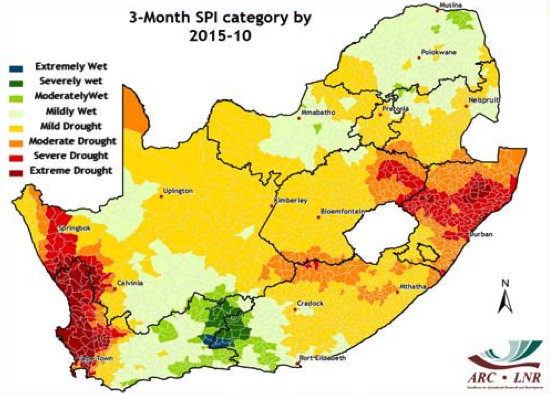 3-Month SPI category by
2015-10
Extremely Wet
Severely wet
ModeratelyWet
Mildly Wet
Mild Drought
Moderate Drought
Severe Drought
Extreme Drought
Musina
Polokwane
Nelspruit
Pretoria
Mmabatho
Upington
Kimberley
Bloemfontein
Springbok
Durban
Calvinia
Mthatha
Cradock
Cape Town
Port Elizabeth
N
ARC • LNR